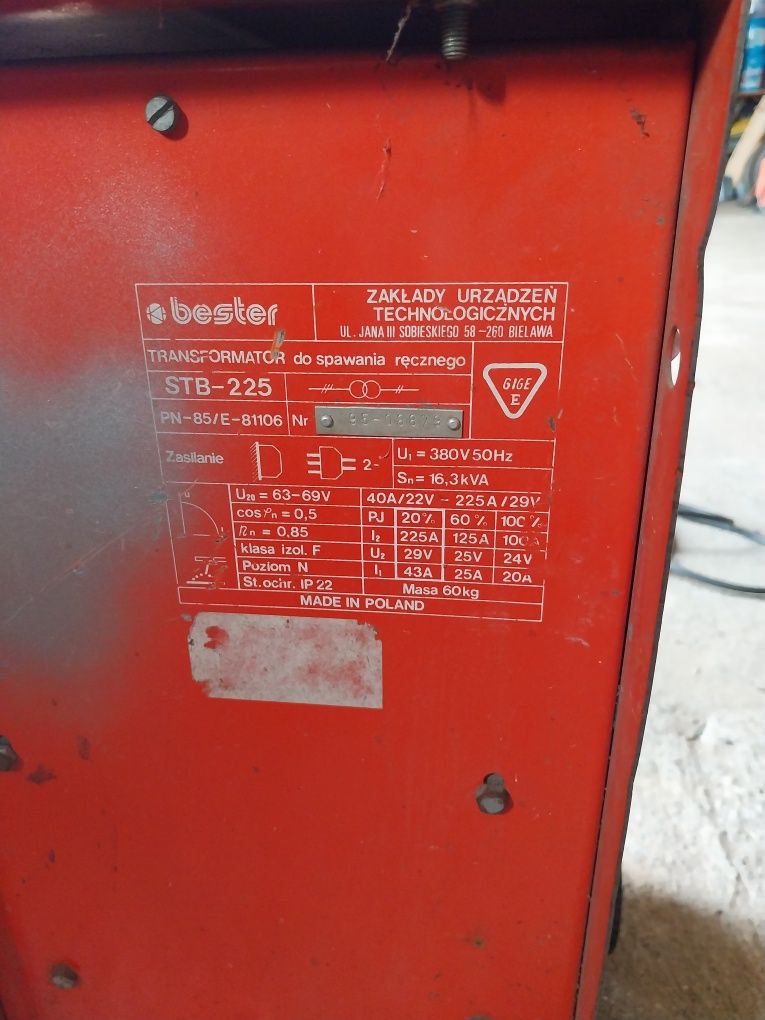 bester
ZAKŁADY URZĄDZEŃ
TECHNOLOGICZNYCH
UL. JANA III SOBIESKIEGO 58-260 BIELAWA
TRANSFORMATOR do spawania ręcznego
STB-225
GIGE
E
PN-85/E-81106 Nr
Zasilanie
2~
U₁ = 380V 50Hz
Sₙ = 16,3kVA
U₂₀ = 63-69V 40A/22V - 225A/29V
cosφₙ = 0,5 PJ 20% 60% 100%
ηₙ = 0,85 I₂ 225A 125A 100A
klasa izol. F U₂ 29V 25V 24V
Poziom N I₁ 43A 25A 20A
St. ochr. IP 22 Masa 60kg
MADE IN POLAND